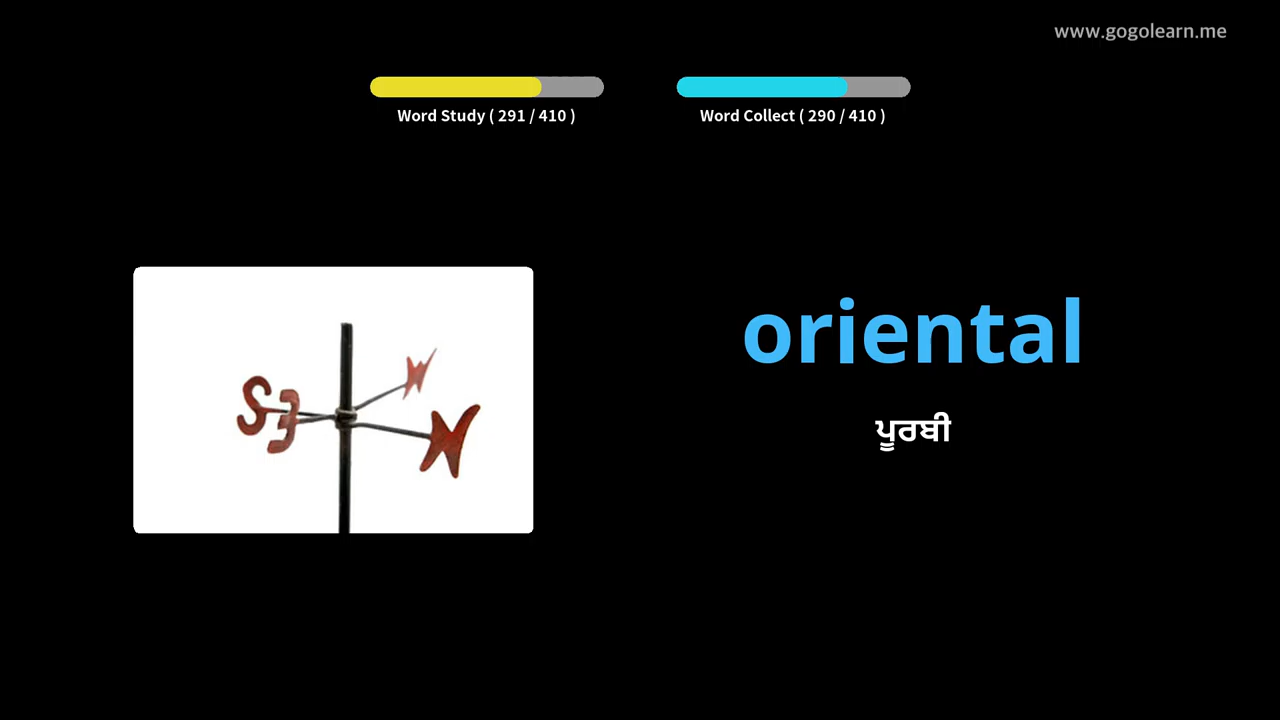 www.gogolearn.me
Word Study ( 291 / 410 )
Word Collect ( 290 / 410 )
S E N W
oriental
ਪੂਰਬੀ